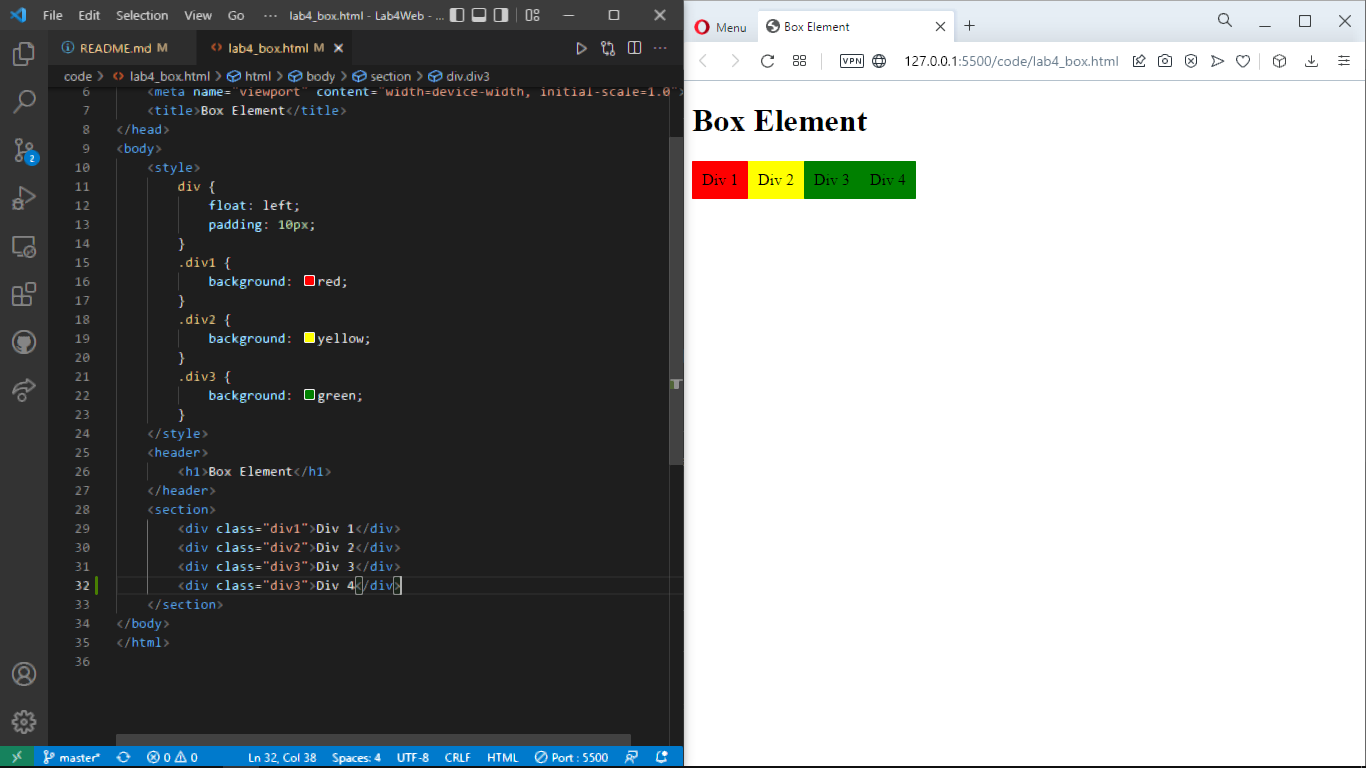 File Edit Selection View Go ··· lab4_box.html - Lab4Web - ...
README.md M lab4_box.html M
code > lab4_box.html > html > body > section > div.div3
6 <meta name="viewport" content="width=device-width, initial-scale=1.0">
7 <title>Box Element</title>
8 </head>
9 <body>
10 <style>
11 div {
12 float: left;
13 padding: 10px;
14 }
15 .div1 {
16 background: red;
17 }
18 .div2 {
19 background: yellow;
20 }
21 .div3 {
22 background: green;
23 }
24 </style>
25 <header>
26 <h1>Box Element</h1>
27 </header>
28 <section>
29 <div class="div1">Div 1</div>
30 <div class="div2">Div 2</div>
31 <div class="div3">Div 3</div>
32 <div class="div3">Div 4</div>
33 </section>
34 </body>
35 </html>
36
2
master* 0 0 Ln 32, Col 38 Spaces: 4 UTF-8 CRLF HTML Port : 5500
Menu Box Element
VPN 127.0.0.1:5500/code/lab4_box.html
Box Element
Div 1 Div 2 Div 3 Div 4